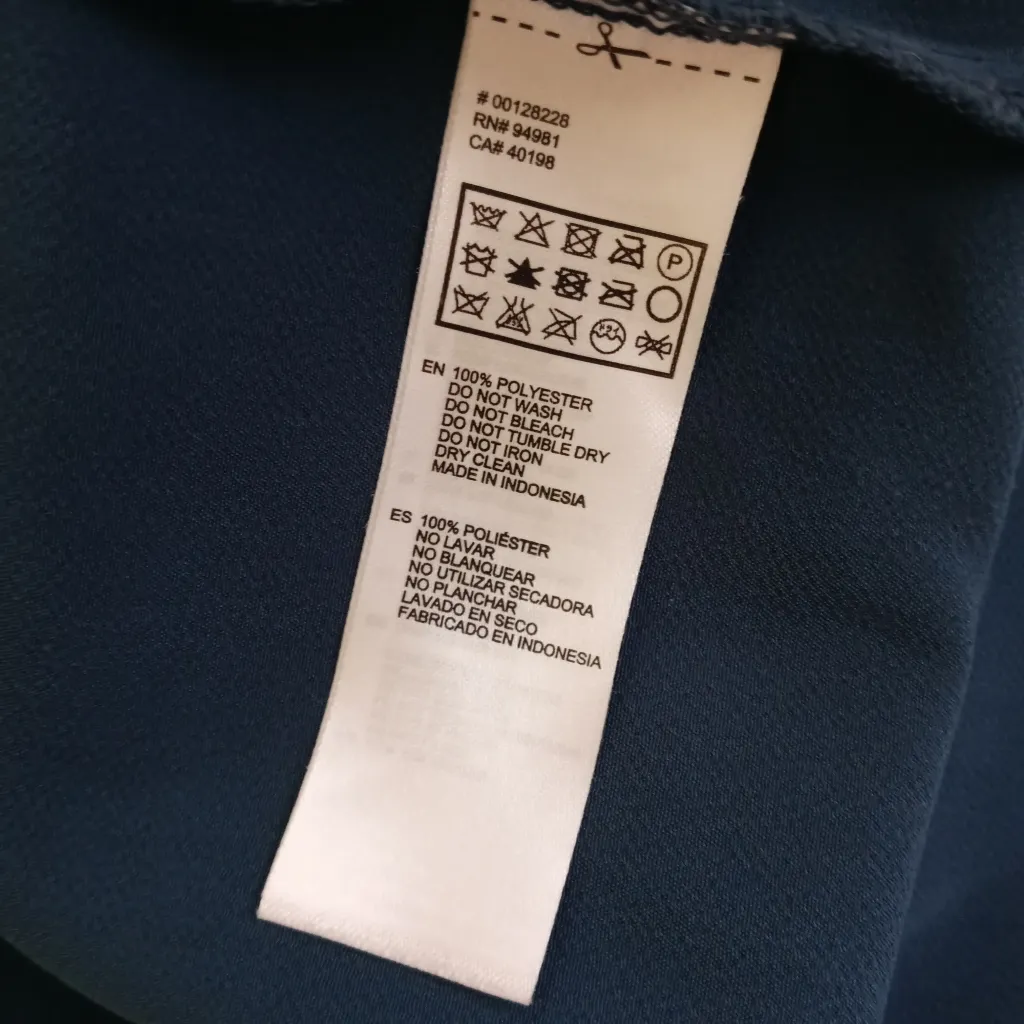 # 00128228
RN# 94981
CA# 40198
P
EN 100% POLYESTER
DO NOT WASH
DO NOT BLEACH
DO NOT TUMBLE DRY
DO NOT IRON
DRY CLEAN
MADE IN INDONESIA
ES 100% POLIÉSTER
NO LAVAR
NO BLANQUEAR
NO UTILIZAR SECADORA
NO PLANCHAR
LAVADO EN SECO
FABRICADO EN INDONESIA